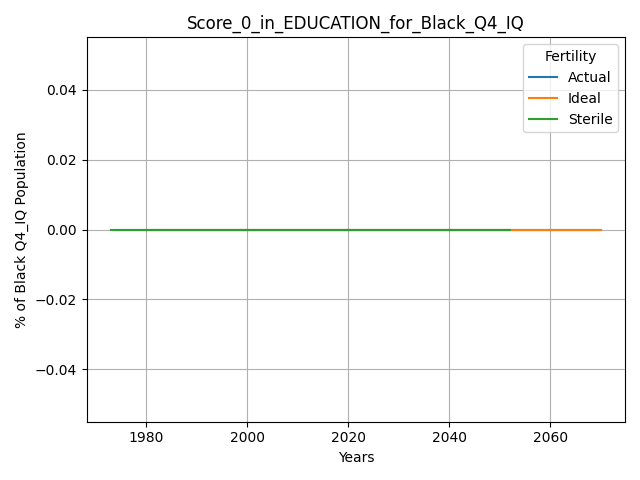 Score_0_in_EDUCATION_for_Black_Q4_IQ
Fertility
Actual
Ideal
Sterile
% of Black Q4_IQ Population
0.04
0.02
0.00
−0.02
−0.04
1980 2000 2020 2040 2060
Years